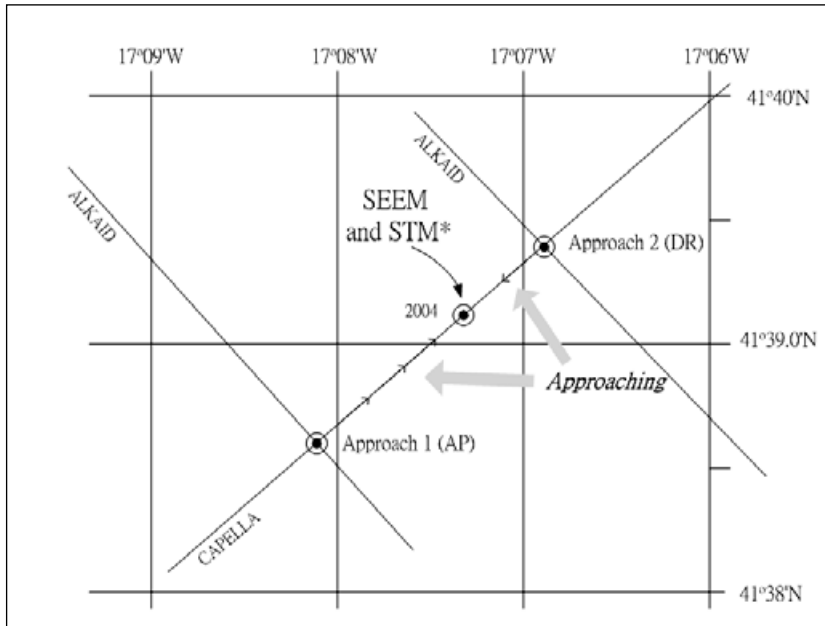 17°09'W 17°08'W 17°07'W 17°06'W
41°40'N
ALKAID
ALKAID
SEEM
and STM*
Approach 2 (DR)
2004
41°39.0'N
Approaching
Approach 1 (AP)
CAPELLA
41°38'N